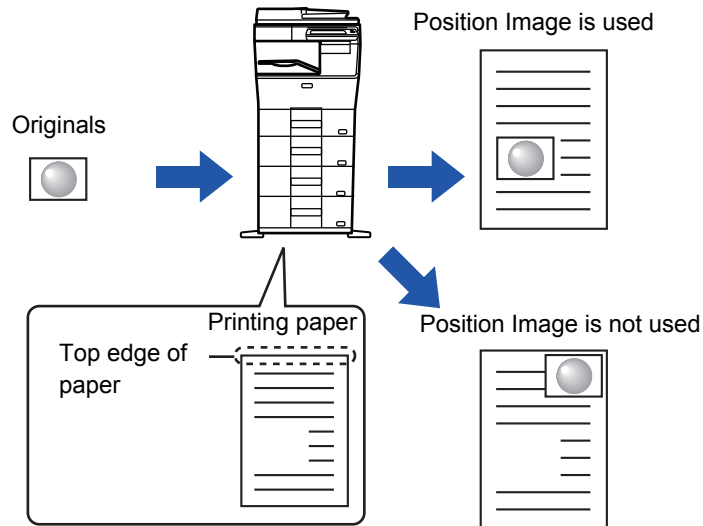 Position Image is used
Originals
Printing paper
Top edge of
paper
Position Image is not used